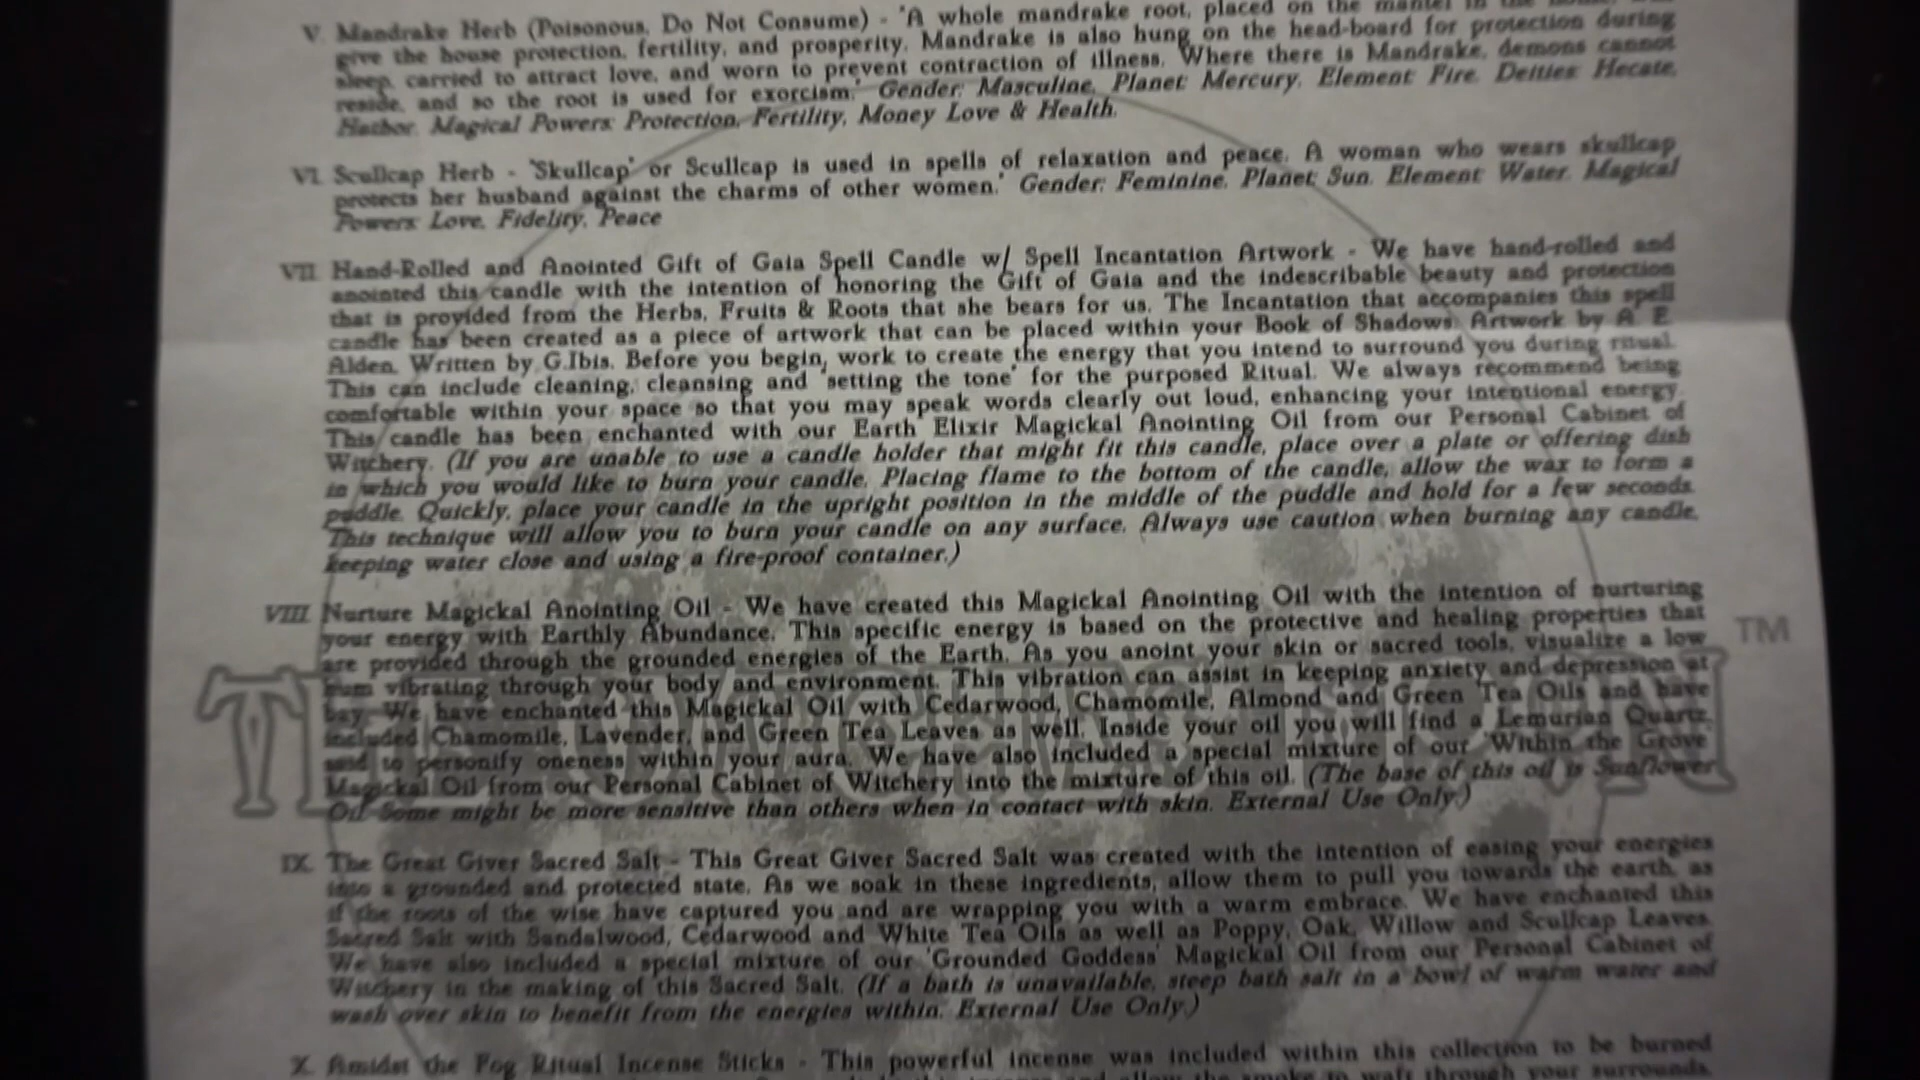 V. Mandrake Herb (Poisonous, Do Not Consume) - 'A whole mandrake root, placed on the mantel in the
give the house protection, fertility, and prosperity. Mandrake is also hung on the head-board for protection during
sleep, carried to attract love, and worn to prevent contraction of illness. Where there is Mandrake, demons cannot
reside, and so the root is used for exorcism.' Gender: Masculine, Planet: Mercury. Element: Fire. Deities: Hecate,
Hathor. Magical Powers: Protection, Fertility, Money Love & Health.
VI. Scullcap Herb - 'Skullcap' or Scullcap is used in spells of relaxation and peace. A woman who wears skullcap
protects her husband against the charms of other women.' Gender: Feminine. Planet: Sun. Element: Water. Magical
Powers: Love, Fidelity, Peace
VII. Hand-Rolled and Anointed Gift of Gaia Spell Candle w/ Spell Incantation Artwork - We have hand-rolled and
anointed this candle with the intention of honoring the Gift of Gaia and the indescribable beauty and protection
that is provided from the Herbs, Fruits & Roots that she bears for us. The Incantation that accompanies this spell
candle has been created as a piece of artwork that can be placed within your Book of Shadows. Artwork by A. E.
Alden. Written by G.Ibis. Before you begin, work to create the energy that you intend to surround you during ritual.
This can include cleaning, cleansing and 'setting the tone' for the purposed Ritual. We always recommend being
comfortable within your space so that you may speak words clearly out loud, enhancing your intentional energy.
This candle has been enchanted with our Earth Elixir Magickal Anointing Oil from our Personal Cabinet of
Witchery. (If you are unable to use a candle holder that might fit this candle, place over a plate or offering dish
in which you would like to burn your candle. Placing flame to the bottom of the candle, allow the wax to form a
puddle. Quickly, place your candle in the upright position in the middle of the puddle and hold for a few seconds.
This technique will allow you to burn your candle on any surface. Always use caution when burning any candle,
keeping water close and using a fire-proof container.)
VIII. Nurture Magickal Anointing Oil - We have created this Magickal Anointing Oil with the intention of nurturing
your energy with Earthly Abundance. This specific energy is based on the protective and healing properties that
are provided through the grounded energies of the Earth. As you anoint your skin or sacred tools, visualize a low
hum vibrating through your body and environment. This vibration can assist in keeping anxiety and depression at
bay. We have enchanted this Magickal Oil with Cedarwood, Chamomile, Almond and Green Tea Oils and have
included Chamomile, Lavender, and Green Tea Leaves as well. Inside your oil you will find a Lemurian Quartz,
said to personify oneness within your aura. We have also included a special mixture of our 'Within the Grove'
Magickal Oil from our Personal Cabinet of Witchery into the mixture of this oil. (The base of this oil is Sunflower
Oil. Some might be more sensitive than others when in contact with skin. External Use Only.)
TM
IX. The Great Giver Sacred Salt - This Great Giver Sacred Salt was created with the intention of easing your energies
into a grounded and protected state. As we soak in these ingredients, allow them to pull you towards the earth, as
if the roots of the wise have captured you and are wrapping you with a warm embrace. We have enchanted this
Sacred Salt with Sandalwood, Cedarwood and White Tea Oils as well as Poppy, Oak, Willow and Scullcap Leaves.
We have also included a special mixture of our 'Grounded Goddess' Magickal Oil from our Personal Cabinet of
Witchery in the making of this Sacred Salt. (If a bath is unavailable, steep bath salt in a bowl of warm water and
wash over skin to benefit from the energies within. External Use Only.)
X. Amidst the Fog Ritual Incense Sticks - This powerful incense was included within this collection to be burned